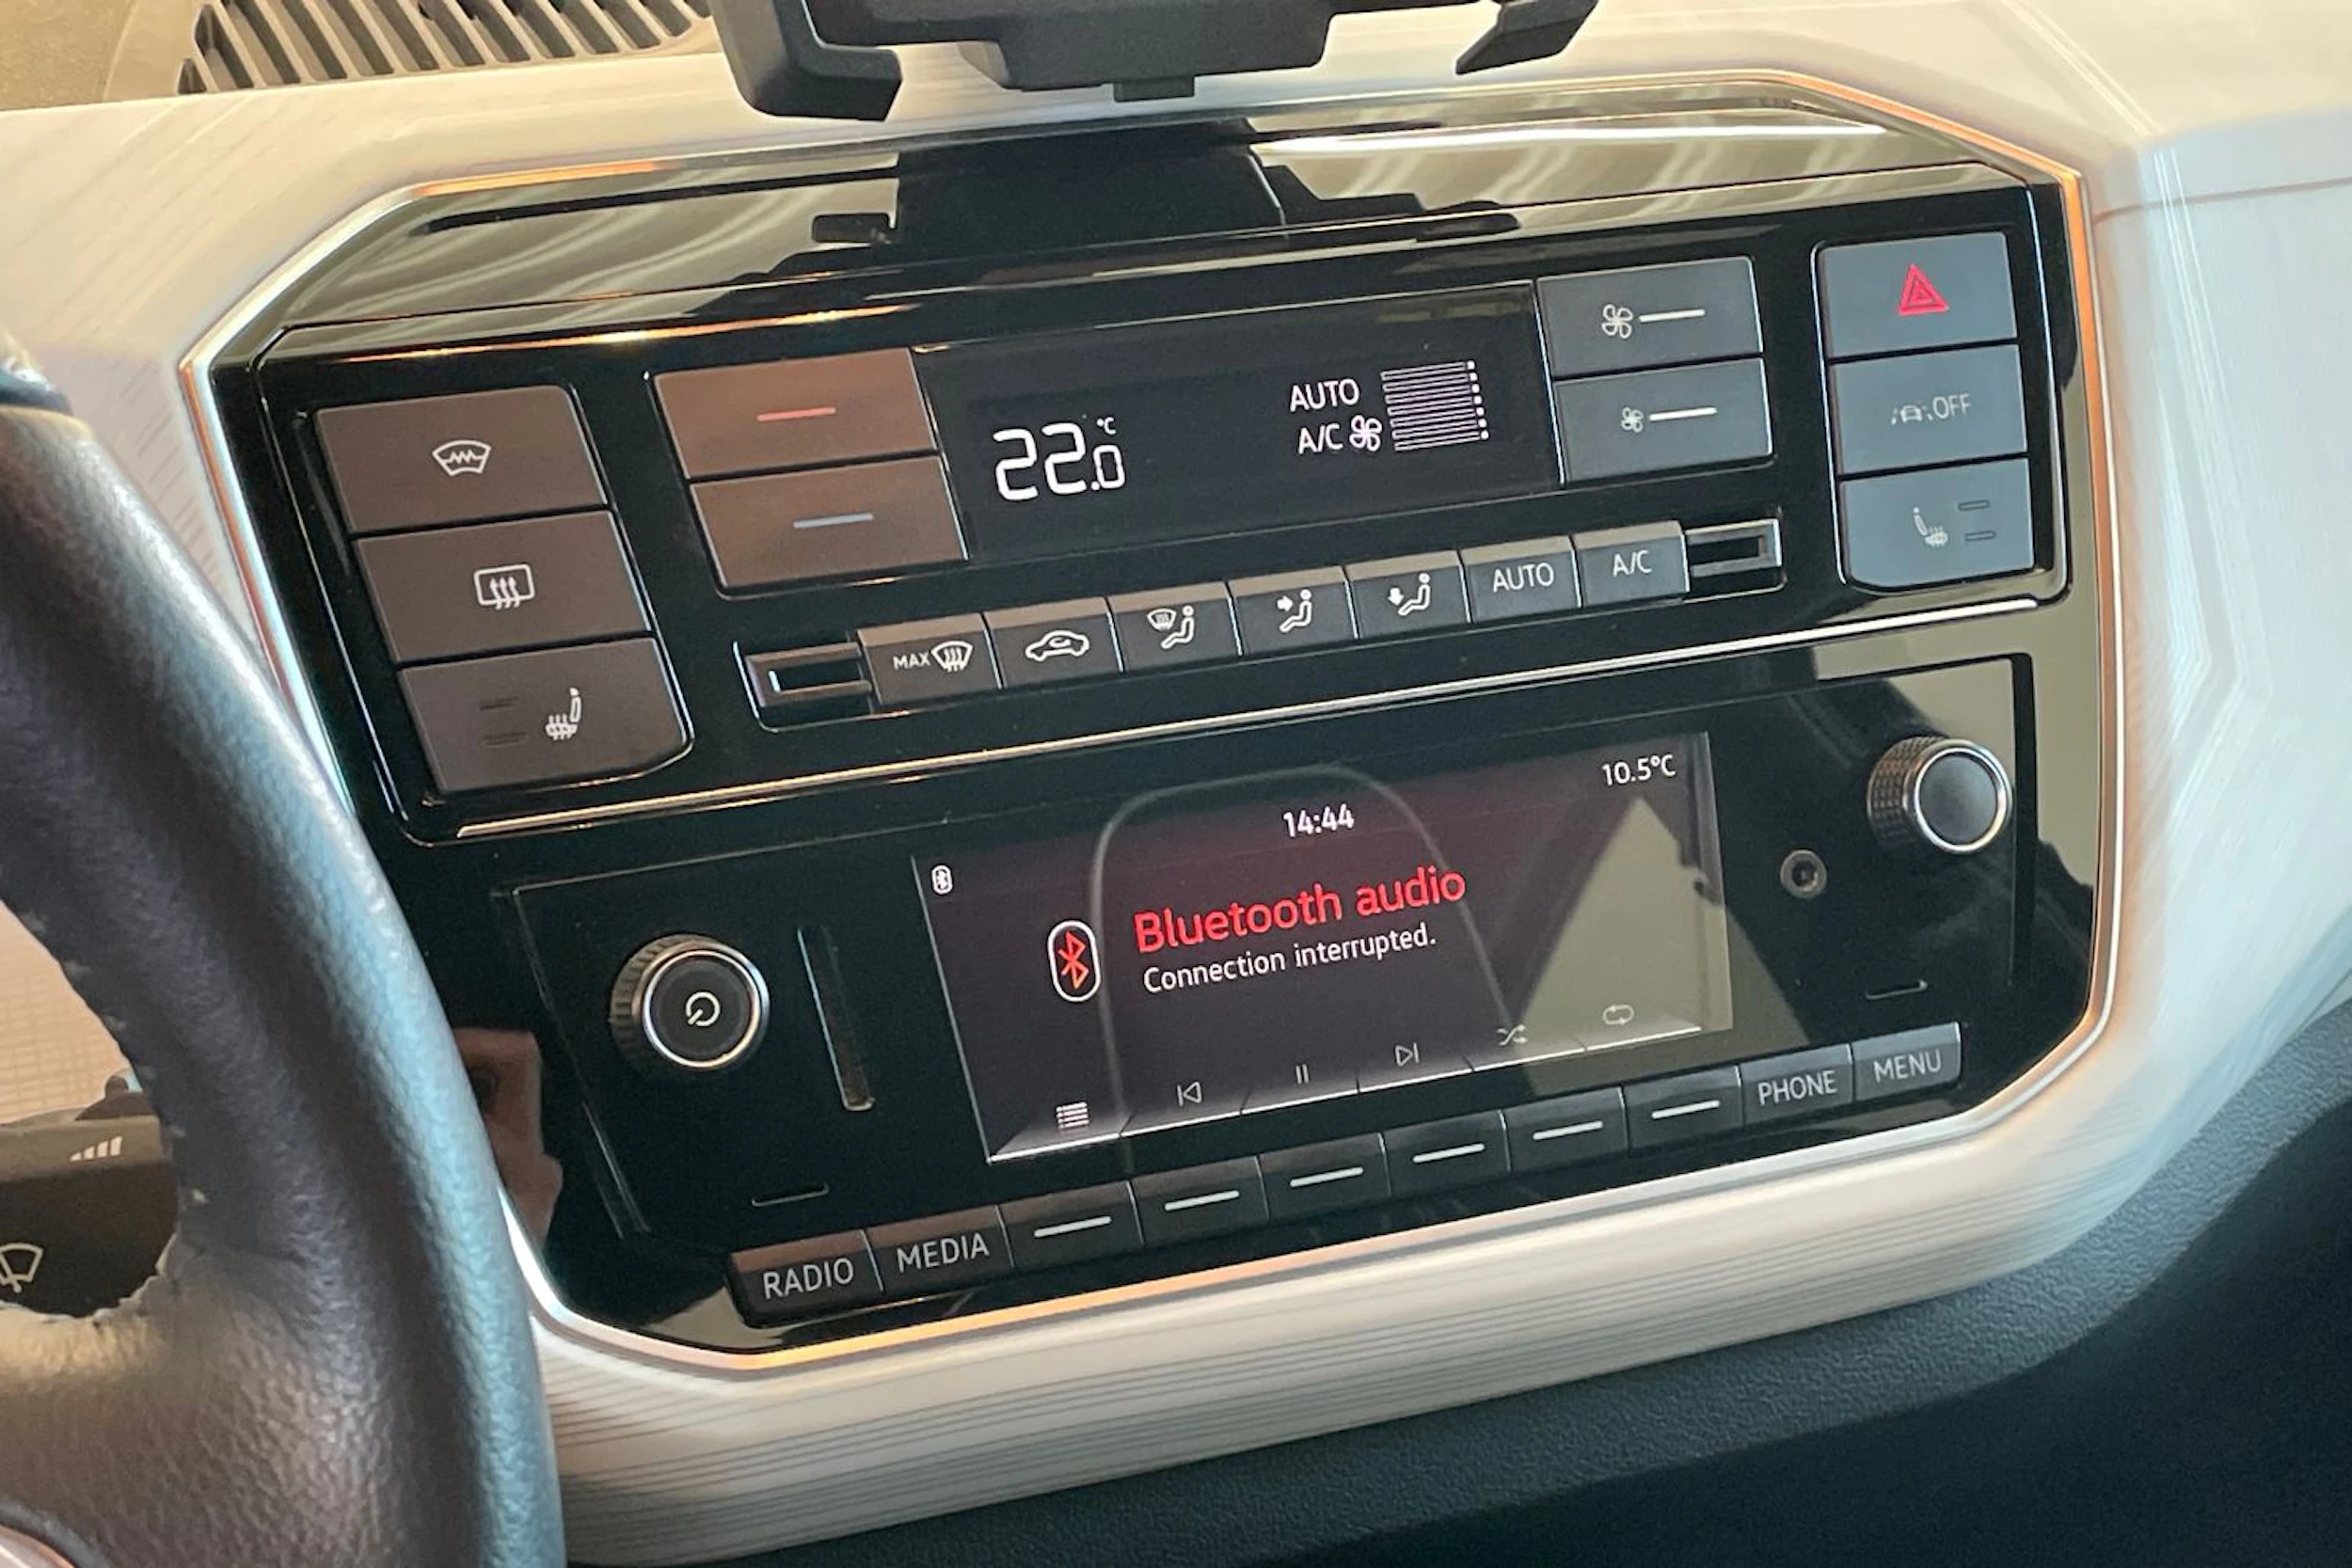 22.0 °C
AUTO
A/C
OFF
MAX
AUTO
A/C
14:44
10.5°C
Bluetooth audio
Connection interrupted.
RADIO
MEDIA
PHONE
MENU